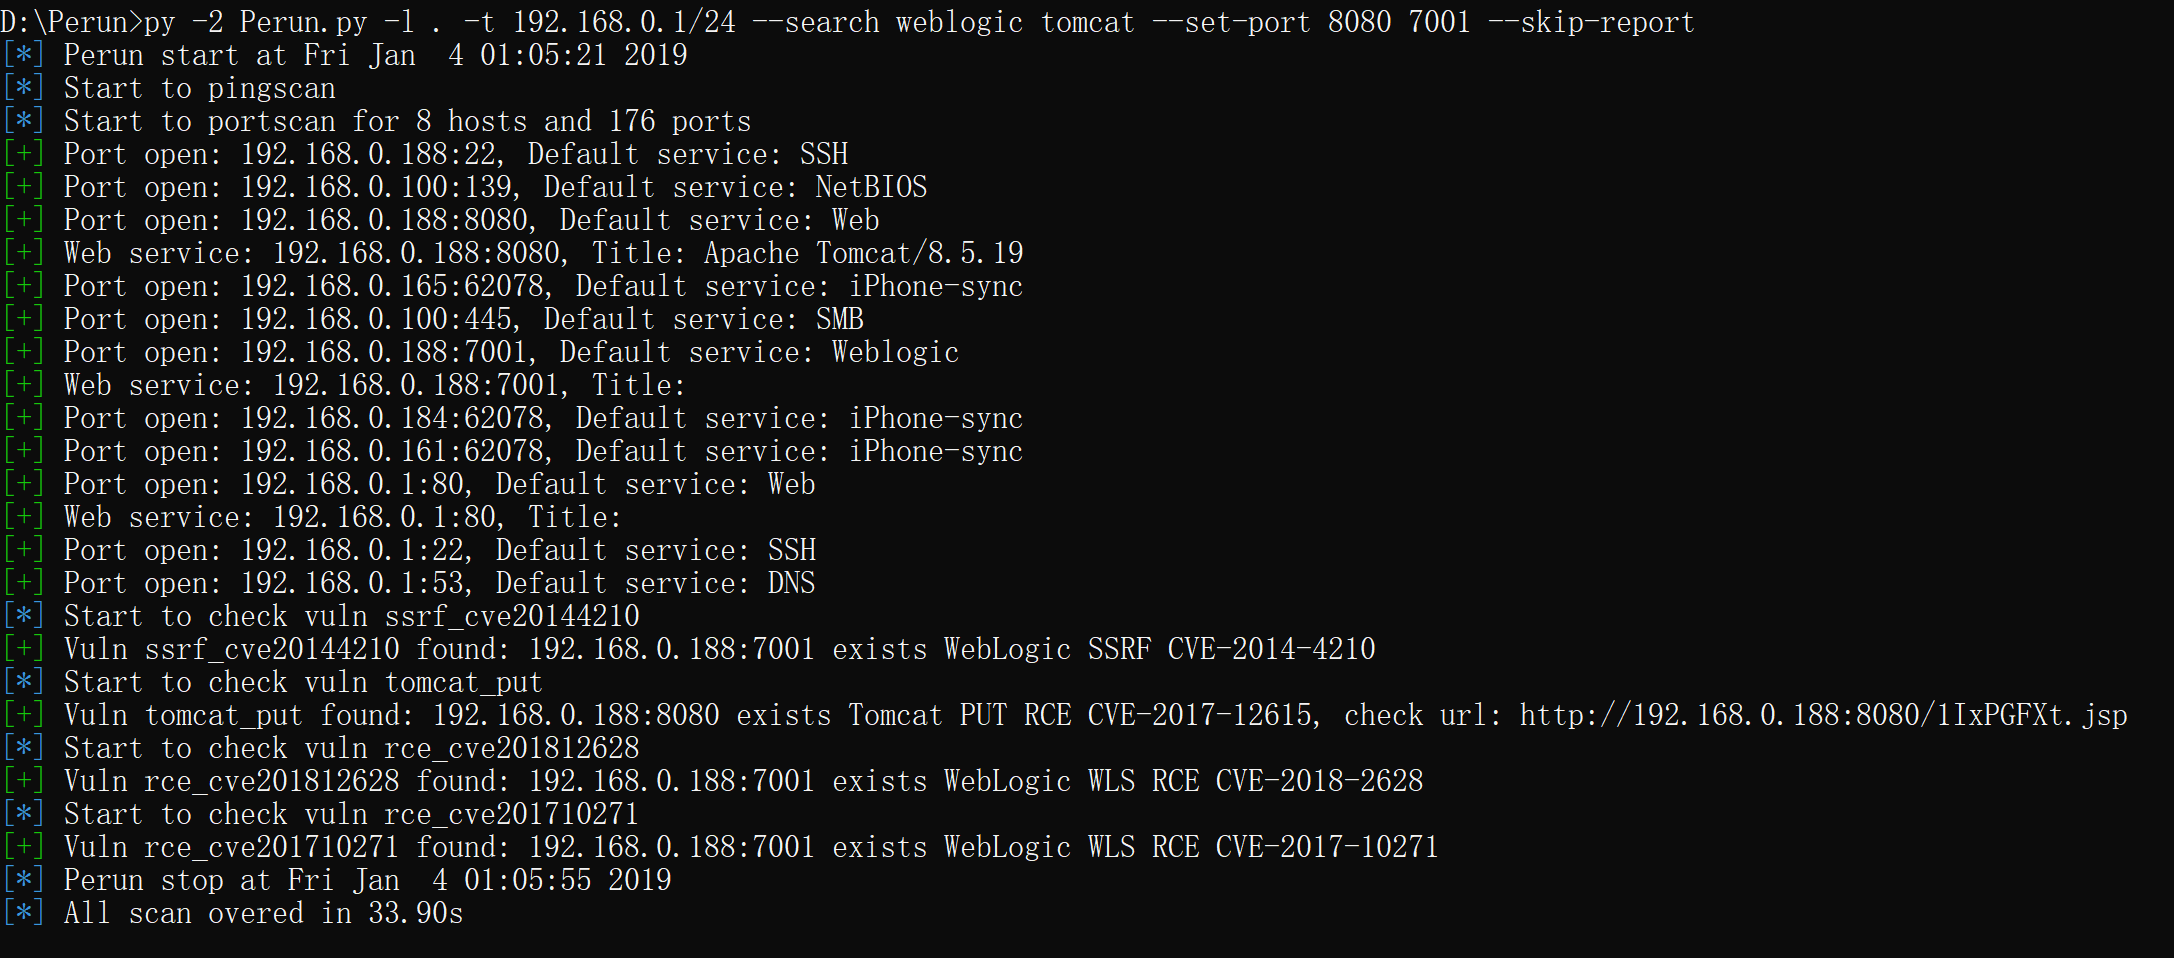 D:\Perun>py -2 Perun.py -l .  -t 192.168.0.1/24 --search weblogic tomcat --set-port 8080 7001 --skip-report
[*] Perun start at Fri Jan  4 01:05:21 2019
[*] Start to pingscan
[*] Start to portscan for 8 hosts and 176 ports
[+] Port open: 192.168.0.188:22, Default service: SSH
[+] Port open: 192.168.0.100:139, Default service: NetBIOS
[+] Port open: 192.168.0.188:8080, Default service: Web
[+] Web service: 192.168.0.188:8080, Title: Apache Tomcat/8.5.19
[+] Port open: 192.168.0.165:62078, Default service: iPhone-sync
[+] Port open: 192.168.0.100:445, Default service: SMB
[+] Port open: 192.168.0.188:7001, Default service: Weblogic
[+] Web service: 192.168.0.188:7001, Title:
[+] Port open: 192.168.0.184:62078, Default service: iPhone-sync
[+] Port open: 192.168.0.161:62078, Default service: iPhone-sync
[+] Port open: 192.168.0.1:80, Default service: Web
[+] Web service: 192.168.0.1:80, Title:
[+] Port open: 192.168.0.1:22, Default service: SSH
[+] Port open: 192.168.0.1:53, Default service: DNS
[*] Start to check vuln ssrf_cve20144210
[+] Vuln ssrf_cve20144210 found: 192.168.0.188:7001 exists WebLogic SSRF CVE-2014-4210
[*] Start to check vuln tomcat_put
[+] Vuln tomcat_put found: 192.168.0.188:8080 exists Tomcat PUT RCE CVE-2017-12615, check url: http://192.168.0.188:8080/1IxPGFXt.jsp
[*] Start to check vuln rce_cve201812628
[+] Vuln rce_cve201812628 found: 192.168.0.188:7001 exists WebLogic WLS RCE CVE-2018-2628
[*] Start to check vuln rce_cve201710271
[+] Vuln rce_cve201710271 found: 192.168.0.188:7001 exists WebLogic WLS RCE CVE-2017-10271
[*] Perun stop at Fri Jan  4 01:05:55 2019
[*] All scan overed in 33.90s